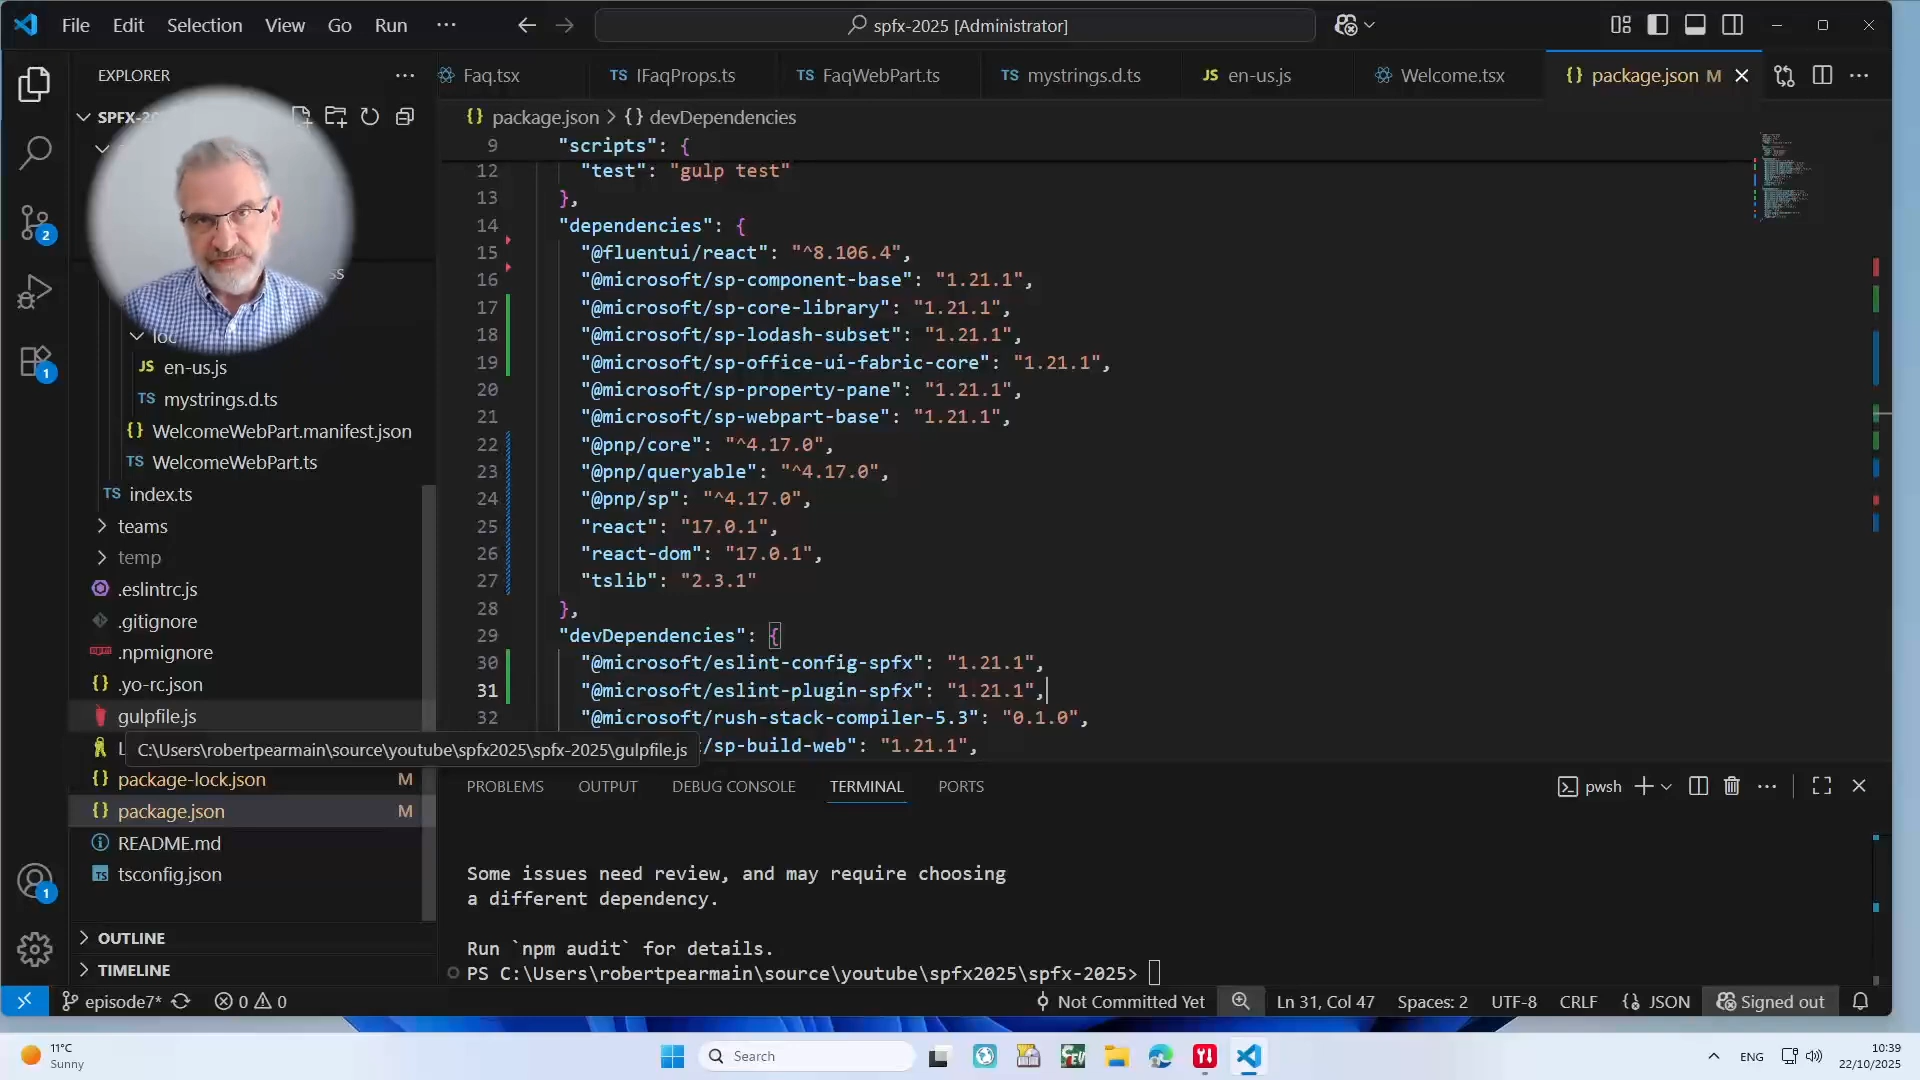 File Edit Selection View Go Run ···
spfx-2025 [Administrator]
EXPLORER
Faq.tsx
TS IFaqProps.ts
TS FaqWebPart.ts
TS mystrings.d.ts
JS en-us.js
Welcome.tsx
{} package.json M
SPFX-2
{} package.json > {} devDependencies
9 "scripts": {
12 "test": "gulp test"
13 },
14 "dependencies": {
15 "@fluentui/react": "^8.106.4",
16 "@microsoft/sp-component-base": "1.21.1",
17 "@microsoft/sp-core-library": "1.21.1",
18 "@microsoft/sp-lodash-subset": "1.21.1",
19 "@microsoft/sp-office-ui-fabric-core": "1.21.1",
20 "@microsoft/sp-property-pane": "1.21.1",
21 "@microsoft/sp-webpart-base": "1.21.1",
22 "@pnp/core": "^4.17.0",
23 "@pnp/queryable": "^4.17.0",
24 "@pnp/sp": "^4.17.0",
25 "react": "17.0.1",
26 "react-dom": "17.0.1",
27 "tslib": "2.3.1"
28 },
29 "devDependencies": {
30 "@microsoft/eslint-config-spfx": "1.21.1",
31 "@microsoft/eslint-plugin-spfx": "1.21.1",
32 "@microsoft/rush-stack-compiler-5.3": "0.1.0",
/sp-build-web": "1.21.1",
ss
JS en-us.js
TS mystrings.d.ts
{} WelcomeWebPart.manifest.json
TS WelcomeWebPart.ts
TS index.ts
teams
temp
.eslintrc.js
.gitignore
.npmignore
{} .yo-rc.json
gulpfile.js
L
C:\Users\robertpearmain\source\youtube\spfx2025\spfx-2025\gulpfile.js
{} package-lock.json M
{} package.json M
README.md
TS tsconfig.json
OUTLINE
TIMELINE
2
1
1
PROBLEMS OUTPUT DEBUG CONSOLE TERMINAL PORTS
pwsh
Some issues need review, and may require choosing
a different dependency.
Run `npm audit` for details.
PS C:\Users\robertpearmain\source\youtube\spfx2025\spfx-2025>
episode7* 0 0
Not Committed Yet
Ln 31, Col 47
Spaces: 2
UTF-8
CRLF
JSON
Signed out
11°C
Sunny
Search
ENG
10:39
22/10/2025